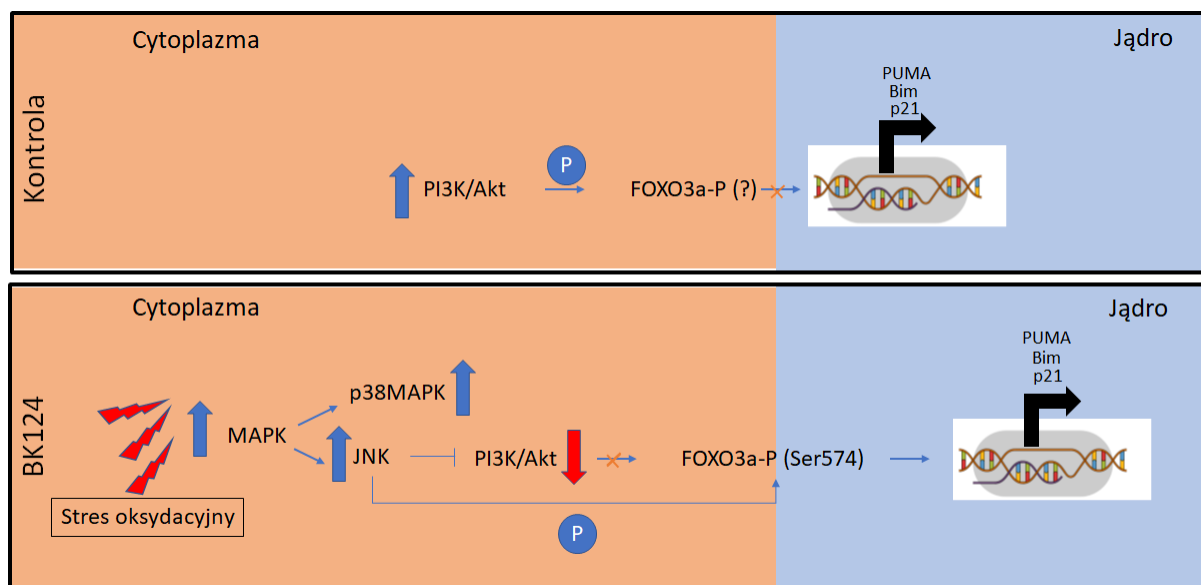 Cytoplazma
Jądro
Kontrola
PUMA
Bim
p21
P
PI3K/Akt
FOXO3a-P (?)
Cytoplazma
Jądro
BK124
PUMA
Bim
p21
p38MAPK
MAPK
JNK
PI3K/Akt
FOXO3a-P (Ser574)
Stres oksydacyjny
P